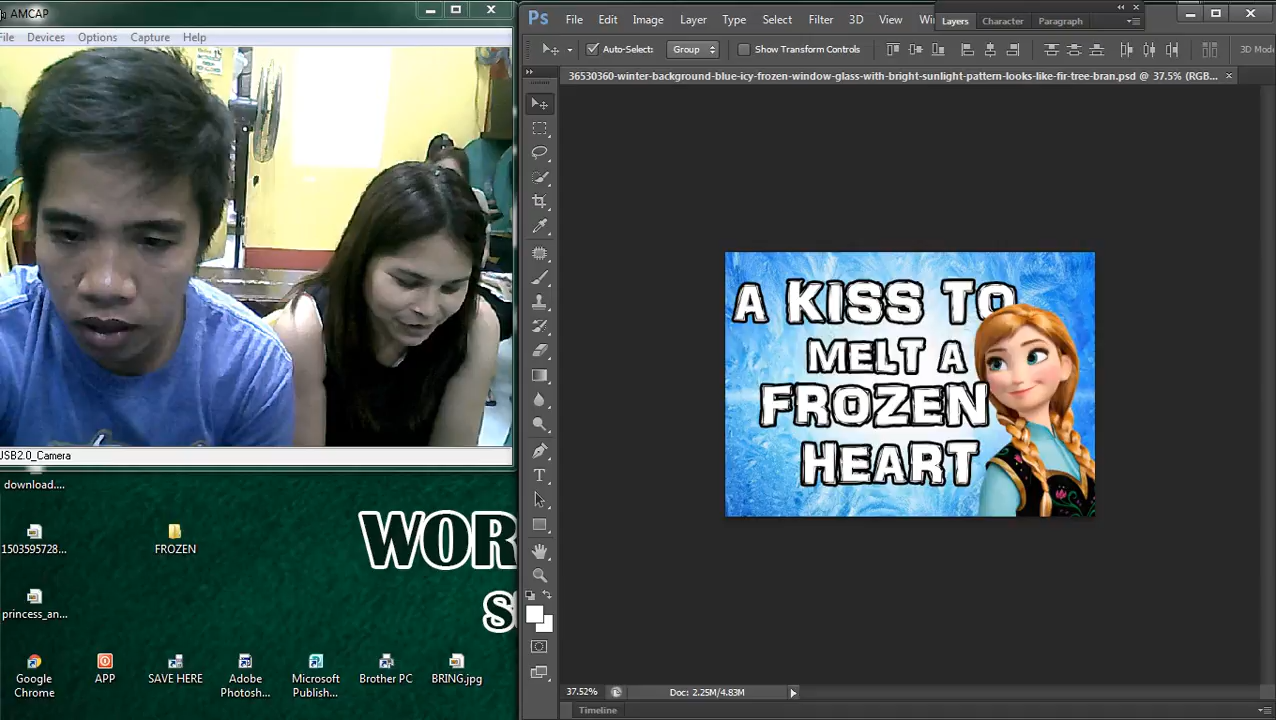 AMCAP
File Devices Options Capture Help
USB2.0_Camera
download....
1503595728...
FROZEN
princess_an...
WOR
S
Google Chrome
APP
SAVE HERE
Adobe Photosh...
Microsoft Publish...
Brother PC
BRING.jpg
Ps File Edit Image Layer Type Select Filter 3D View Wi
Layers Character Paragraph
Auto-Select: Group Show Transform Controls 3D Mode
36530360-winter-background-blue-icy-frozen-window-glass-with-bright-sunlight-pattern-looks-like-fir-tree-bran.psd @ 37.5% (RGB...
A KISS TO
MELT A
FROZEN
HEART
37.52% Doc: 2.25M/4.83M
Timeline